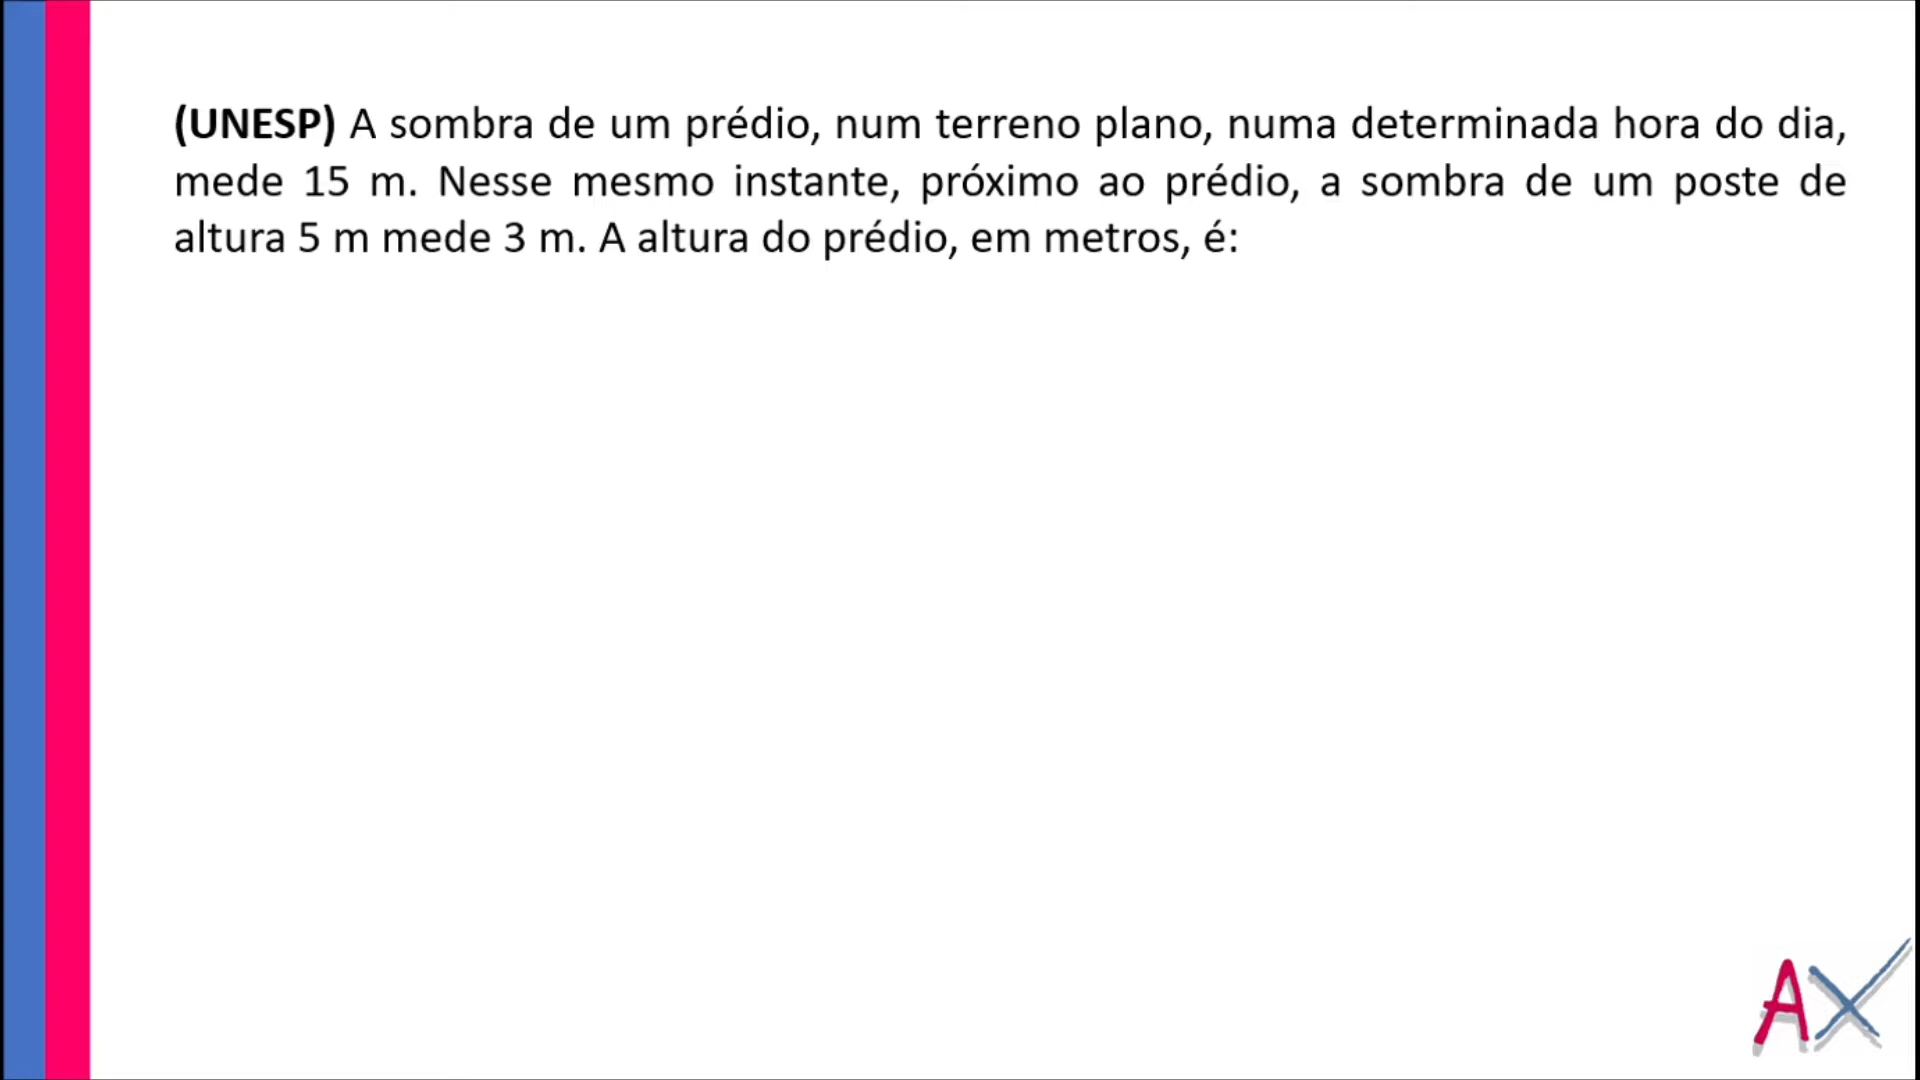 (UNESP) A sombra de um prédio, num terreno plano, numa determinada hora do dia,
mede 15 m. Nesse mesmo instante, próximo ao prédio, a sombra de um poste de
altura 5 m mede 3 m. A altura do prédio, em metros, é:
AX